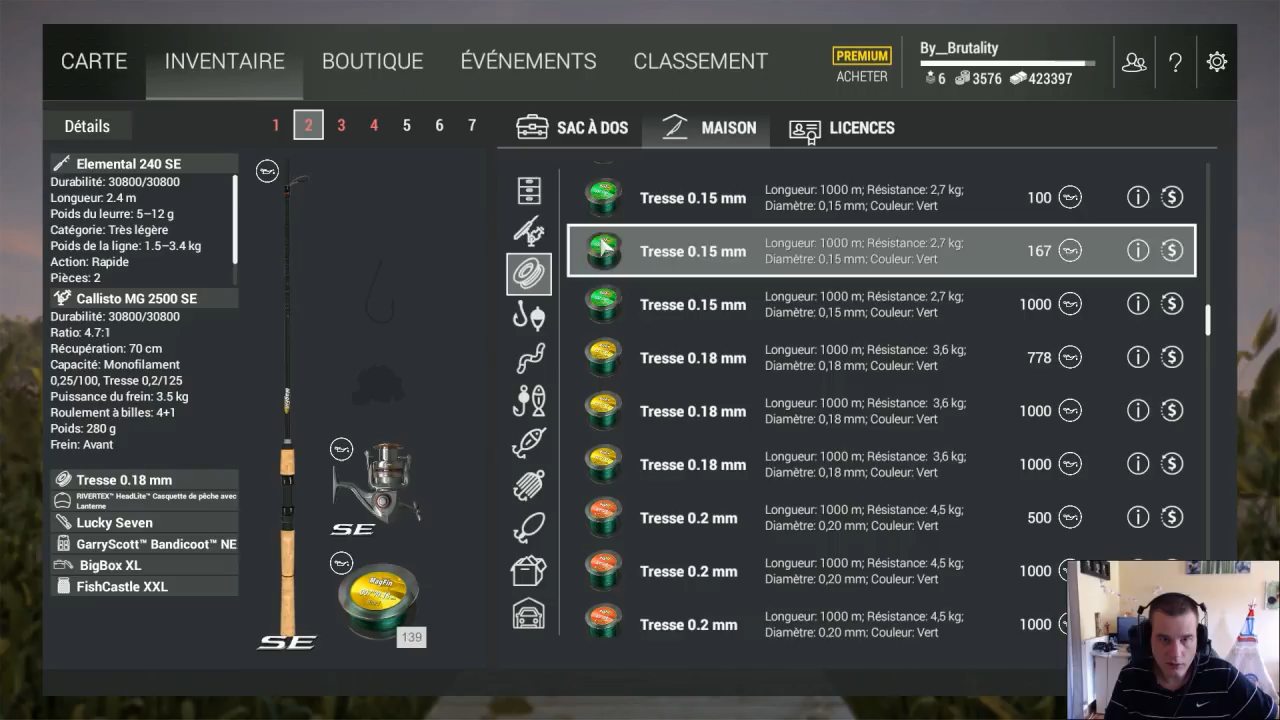 CARTE
INVENTAIRE
BOUTIQUE
ÉVÉNEMENTS
CLASSEMENT
PREMIUM
ACHETER
By__Brutality
6 3576 423397
Détails
1 2 3 4 5 6 7
SAC À DOS
MAISON
LICENCES
Elemental 240 SE
Durabilité: 30800/30800
Longueur: 2.4 m
Poids du leurre: 5–12 g
Catégorie: Très légère
Poids de la ligne: 1.5–3.4 kg
Action: Rapide
Pièces: 2
Callisto MG 2500 SE
Durabilité: 30800/30800
Ratio: 4.7:1
Récupération: 70 cm
Capacité: Monofilament
0,25/100, Tresse 0,2/125
Puissance du frein: 3.5 kg
Roulement à billes: 4+1
Poids: 280 g
Frein: Avant
Tresse 0.18 mm
RIVERTEX™ HeadLite™ Casquette de pèche avec
Lanterne
Lucky Seven
GarryScott™ Bandicoot™ NE
BigBox XL
FishCastle XXL
SE
SE
MagFin
139
Tresse 0.15 mm
Longueur: 1000 m; Résistance: 2,7 kg;
Diamètre: 0,15 mm; Couleur: Vert
100
Tresse 0.15 mm
Longueur: 1000 m; Résistance: 2,7 kg;
Diamètre: 0,15 mm; Couleur: Vert
167
Tresse 0.15 mm
Longueur: 1000 m; Résistance: 2,7 kg;
Diamètre: 0,15 mm; Couleur: Vert
1000
Tresse 0.18 mm
Longueur: 1000 m; Résistance: 3,6 kg;
Diamètre: 0,18 mm; Couleur: Vert
778
Tresse 0.18 mm
Longueur: 1000 m; Résistance: 3,6 kg;
Diamètre: 0,18 mm; Couleur: Vert
1000
Tresse 0.18 mm
Longueur: 1000 m; Résistance: 3,6 kg;
Diamètre: 0,18 mm; Couleur: Vert
1000
Tresse 0.2 mm
Longueur: 1000 m; Résistance: 4,5 kg;
Diamètre: 0,20 mm; Couleur: Vert
500
Tresse 0.2 mm
Longueur: 1000 m; Résistance: 4,5 kg;
Diamètre: 0,20 mm; Couleur: Vert
1000
Tresse 0.2 mm
Longueur: 1000 m; Résistance: 4,5 kg;
Diamètre: 0,20 mm; Couleur: Vert
1000